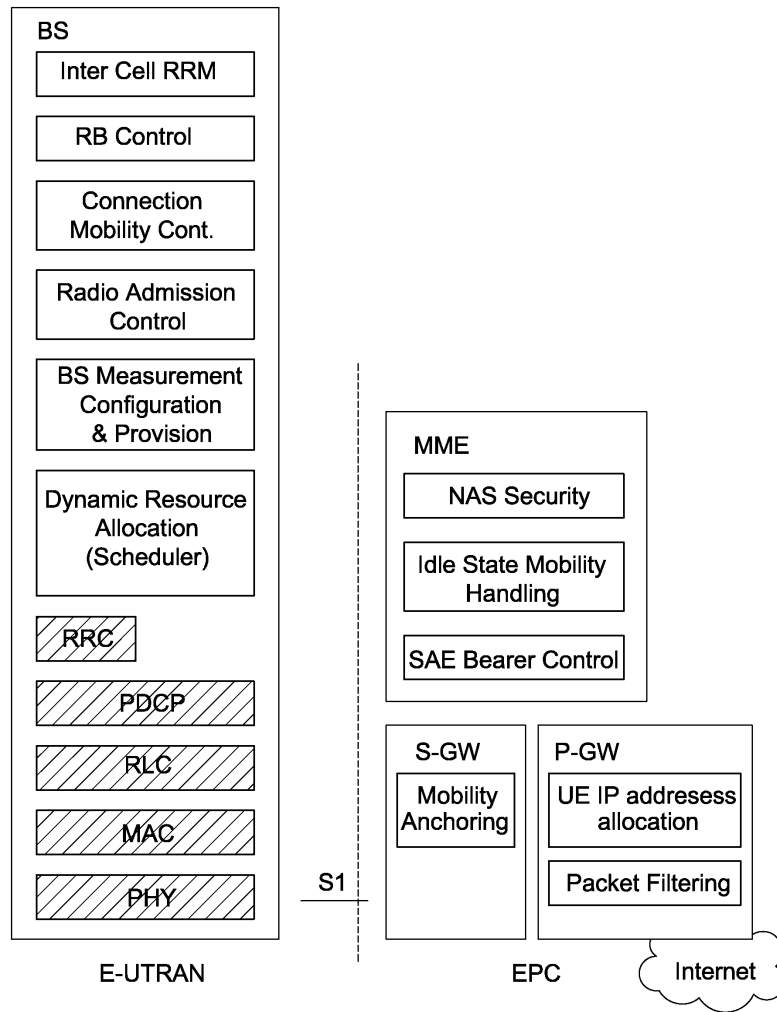 BS
Inter Cell RRM
RB Control
Connection
Mobility Cont.
Radio Admission
Control
BS Measurement
Configuration
& Provision
Dynamic Resource
Allocation
(Scheduler)
RRC
PDCP
RLC
MAC
PHY
E-UTRAN
S1
MME
NAS Security
Idle State Mobility
Handling
SAE Bearer Control
S-GW
Mobility
Anchoring
P-GW
UE IP addresess
allocation
Packet Filtering
EPC
Internet